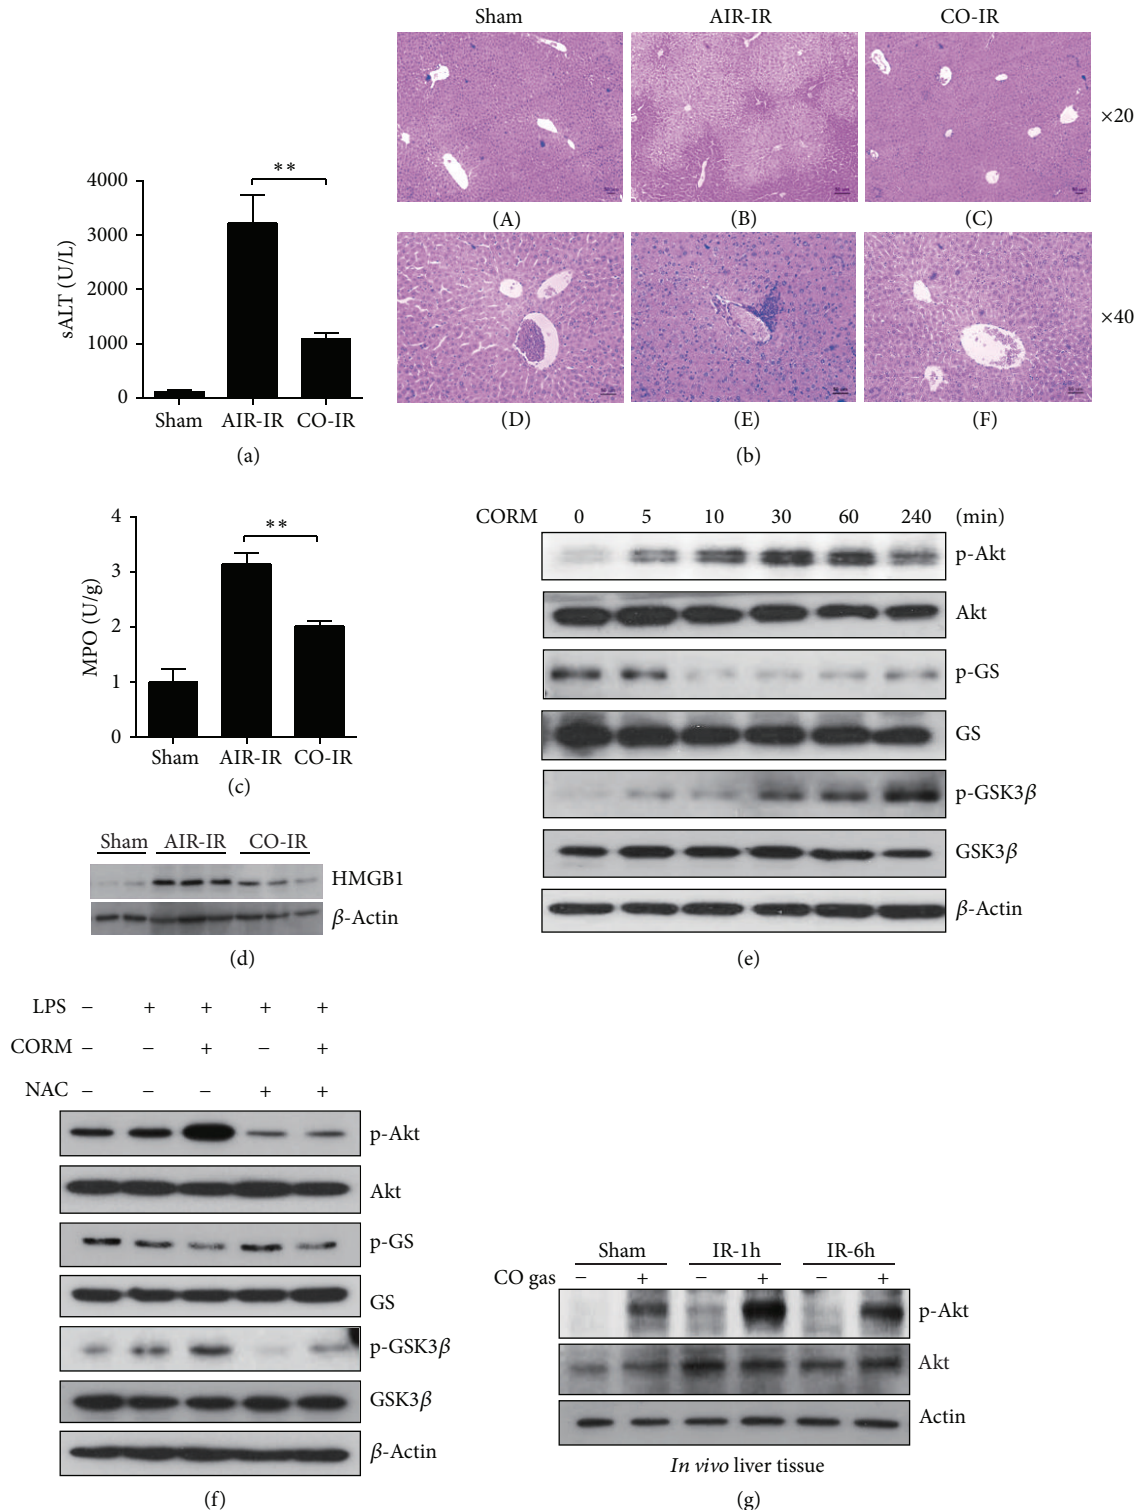 Sham AIR-IR CO-IR
×20
(A) (B) (C)
×40
(D) (E) (F)
(b)
**
4000
3000
2000
1000
0
sALT (U/L)
Sham AIR-IR CO-IR
(a)
**
4
3
2
1
0
MPO (U/g)
Sham AIR-IR CO-IR
(c)
Sham AIR-IR CO-IR
HMGB1
β-Actin
(d)
CORM 0 5 10 30 60 240 (min)
p-Akt
Akt
p-GS
GS
p-GSK3β
GSK3β
β-Actin
(e)
LPS − + + + +
CORM − − + − +
NAC − − − + +
p-Akt
Akt
p-GS
GS
p-GSK3β
GSK3β
β-Actin
(f)
Sham IR-1h IR-6h
CO gas − + − + − +
p-Akt
Akt
Actin
In vivo liver tissue
(g)